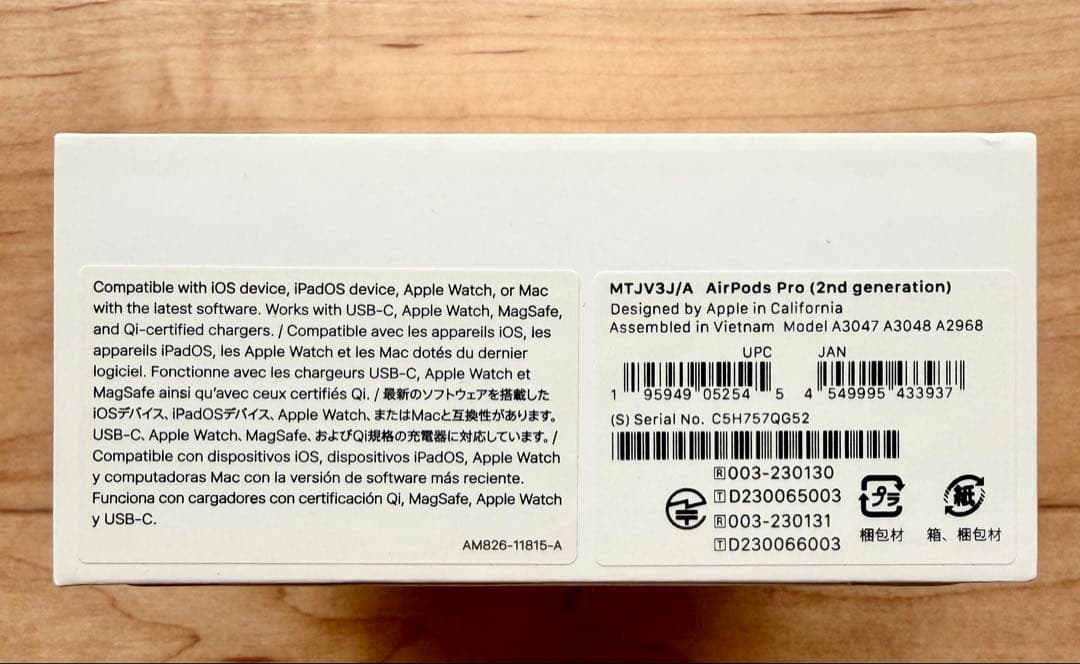 Compatible with iOS device, iPadOS device, Apple Watch, or Mac
with the latest software. Works with USB-C, Apple Watch, MagSafe,
and Qi-certified chargers. / Compatible avec les appareils iOS, les
appareils iPadOS, les Apple Watch et les Mac dotés du dernier
logiciel. Fonctionne avec les chargeurs USB-C, Apple Watch et
MagSafe ainsi qu’avec ceux certifiés Qi. / 最新のソフトウェアを搭載した
iOSデバイス、iPadOSデバイス、Apple Watch、またはMacと互換性があります。
USB-C、Apple Watch、MagSafe、およびQi規格の充電器に対応しています。/
Compatible con dispositivos iOS, dispositivos iPadOS, Apple Watch
y computadoras Mac con la versión de software más reciente.
Funciona con cargadores con certificación Qi, MagSafe, Apple Watch
y USB-C.
AM826-11815-A
MTJV3J/A AirPods Pro (2nd generation)
Designed by Apple in California
Assembled in Vietnam Model A3047 A3048 A2968
UPC JAN
1 95949 05254 5 4 549995 433937
(S) Serial No. C5H757QG52
R 003-230130
T D230065003
R 003-231131
T D230066003
プラ 紙
梱包材 箱、梱包材